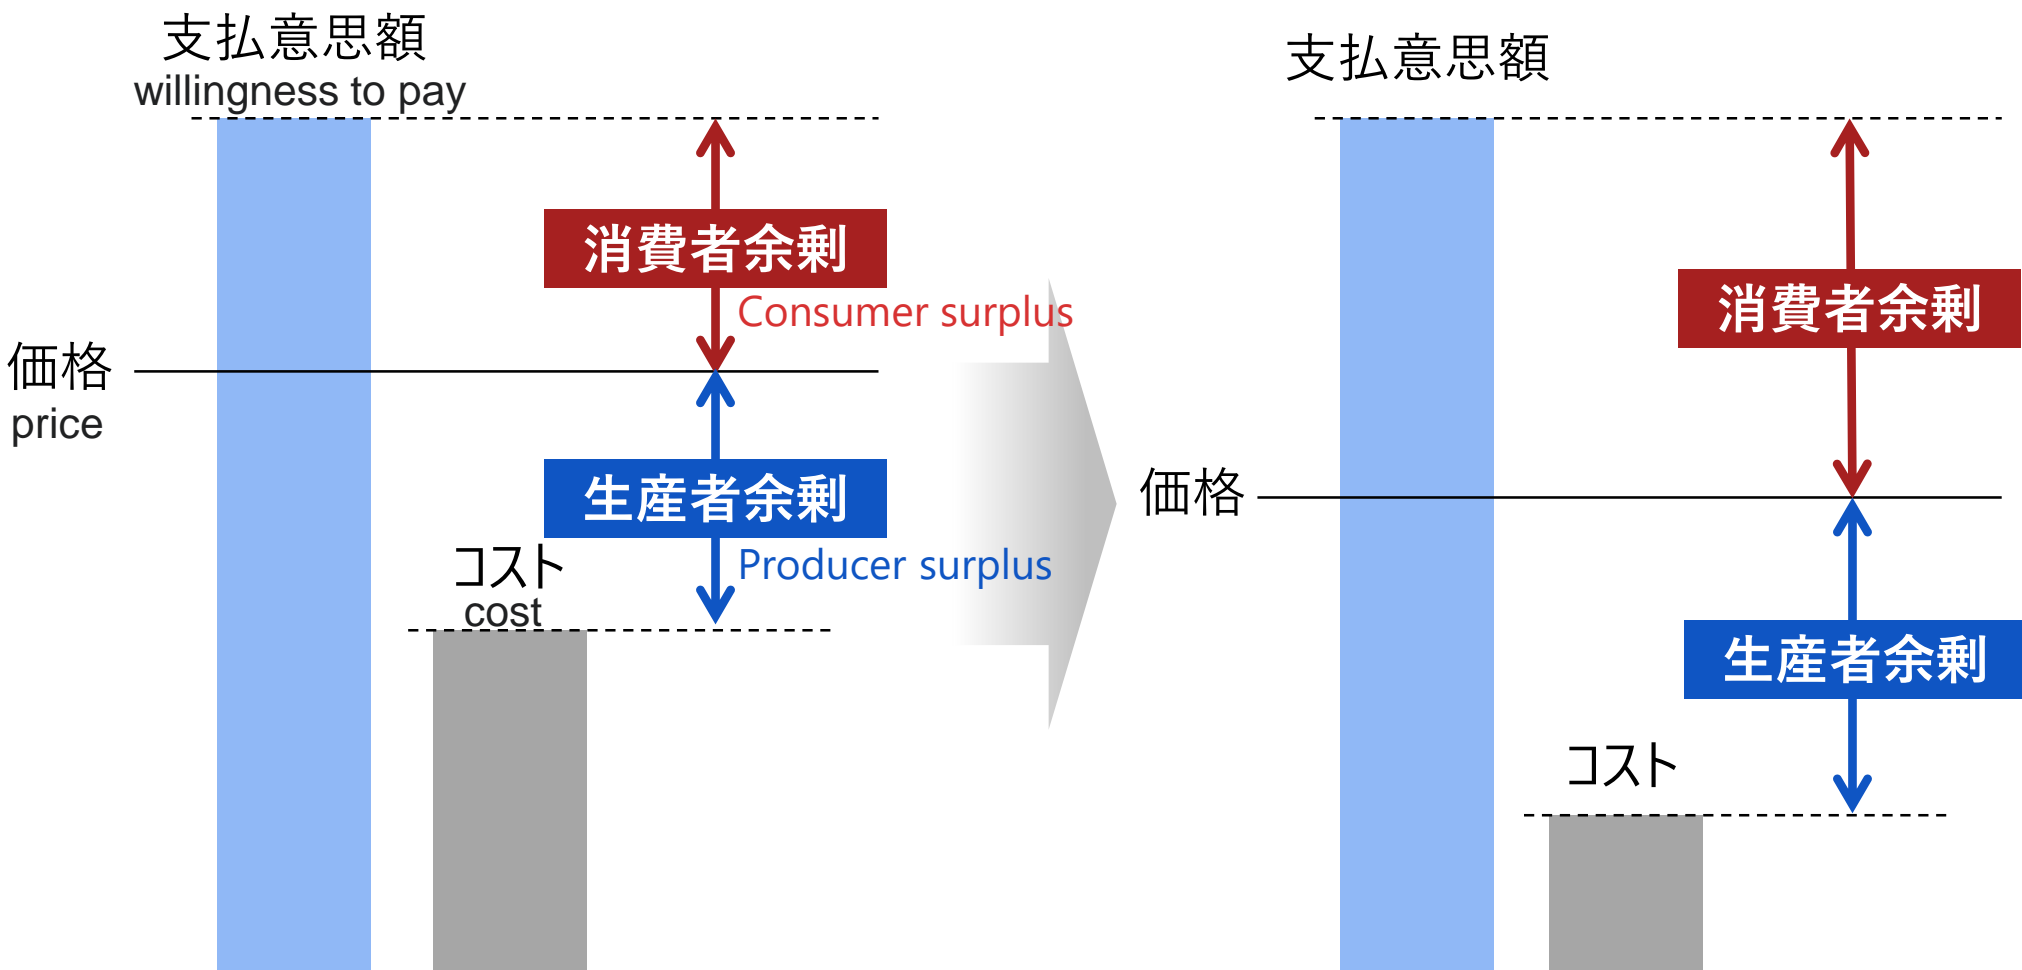 支払意思額
willingness to pay
消費者余剰
Consumer surplus
価格
price
生産者余剰
Producer surplus
コスト
cost
支払意思額
消費者余剰
価格
生産者余剰
コスト